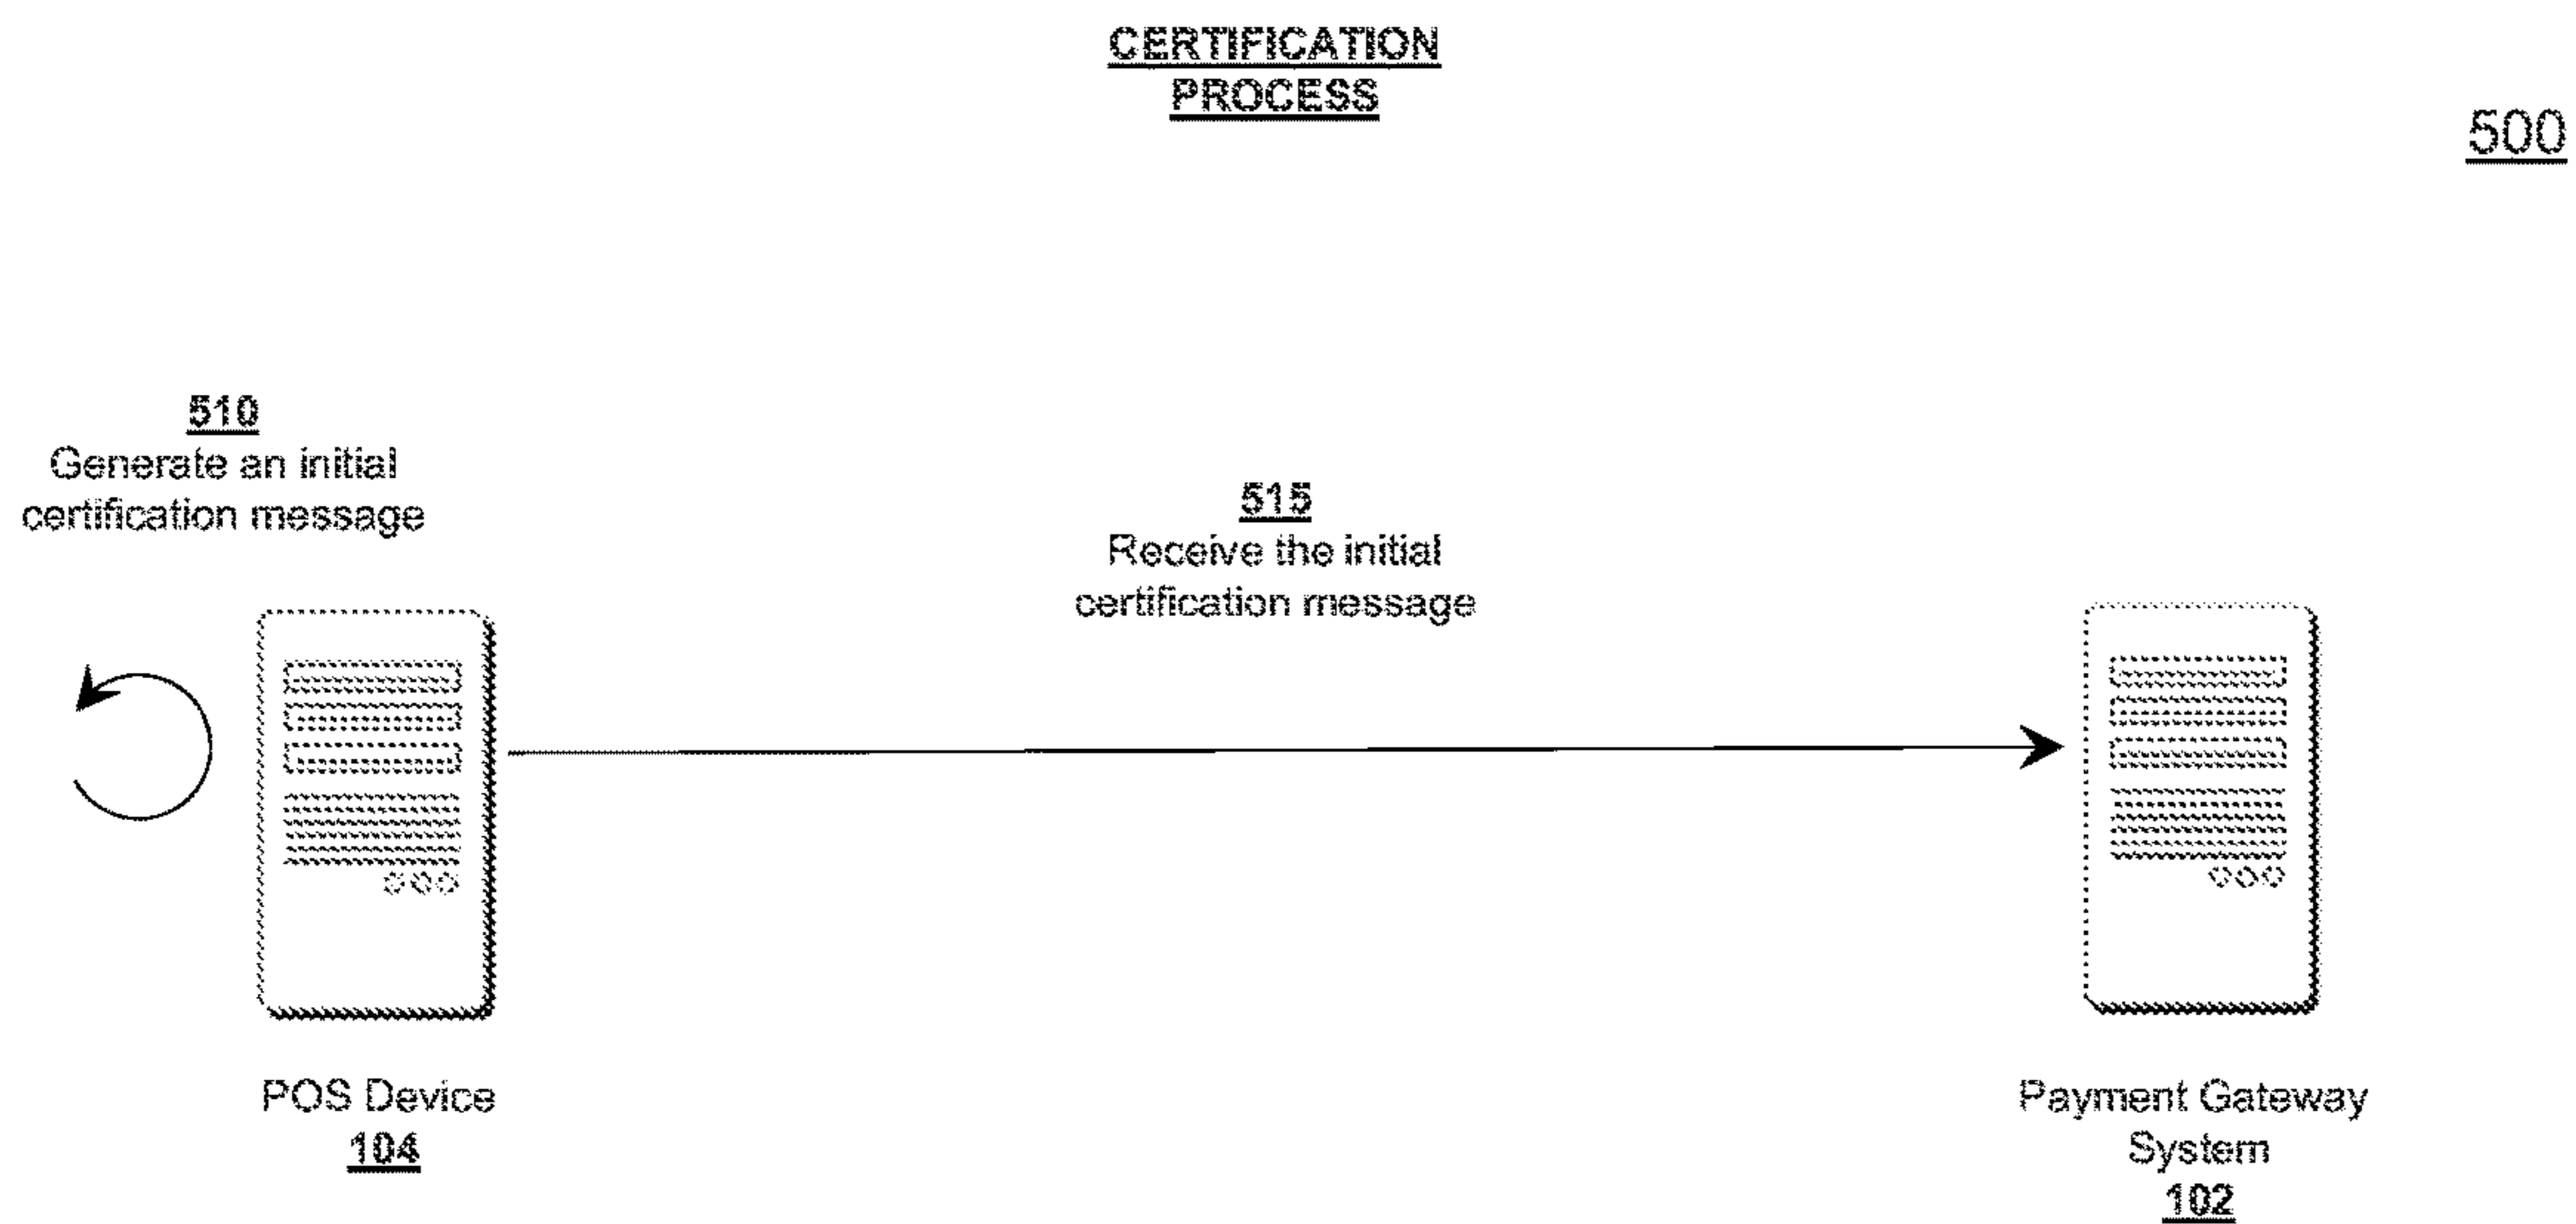 CERTIFICATION
PROCESS
500
510
Generate an initial
certification message
515
Receive the initial
certification message
POS Device
104
Payment Gateway
System
102